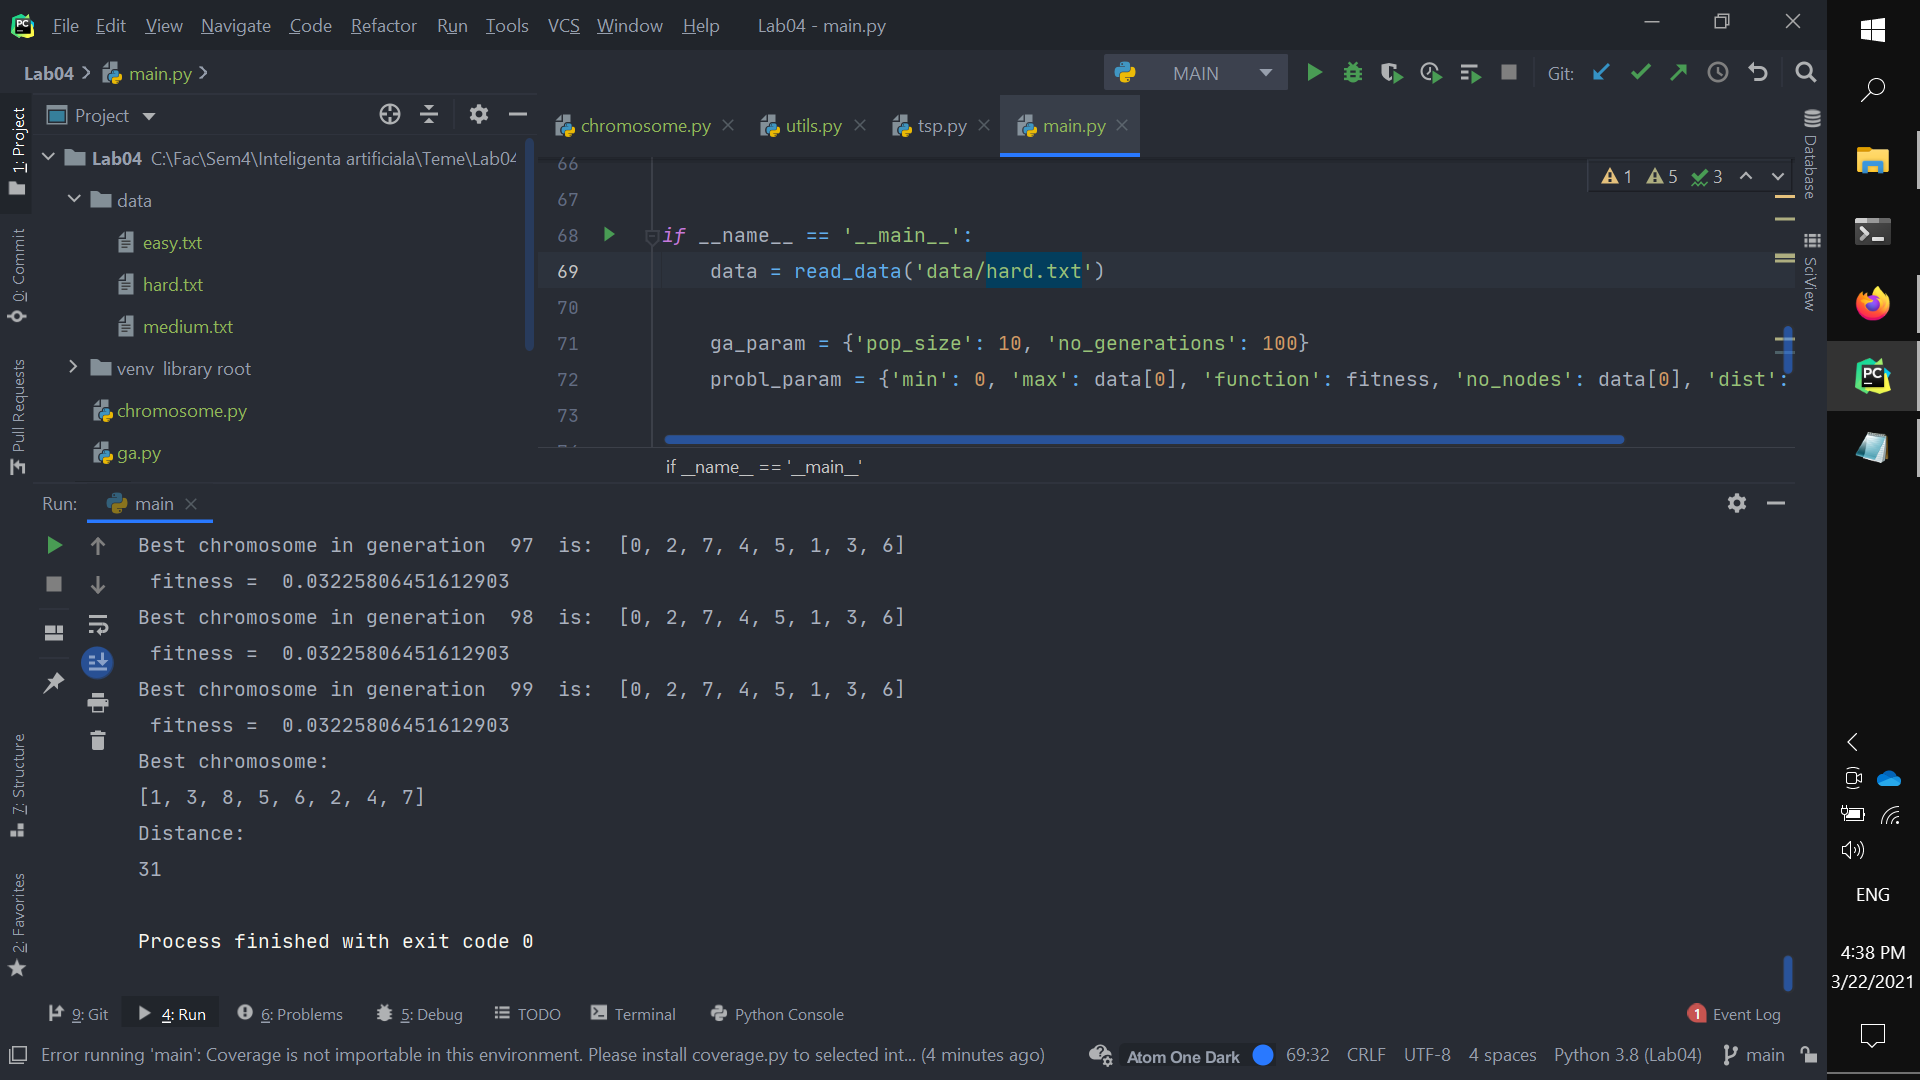 File Edit View Navigate Code Refactor Run Tools VCS Window Help Lab04 - main.py
Lab04 main.py MAIN Git:
1: Project
0: Commit
Pull Requests
7: Structure
2: Favorites
Project
Lab04 C:\Fac\Sem4\Inteligenta artificiala\Teme\Lab04
data
easy.txt
hard.txt
medium.txt
venv library root
chromosome.py
ga.py
chromosome.py utils.py tsp.py main.py
1 5 3
66
67
68 if __name__ == '__main__':
69 data = read_data('data/hard.txt')
70
71 ga_param = {'pop_size': 10, 'no_generations': 100}
72 probl_param = {'min': 0, 'max': data[0], 'function': fitness, 'no_nodes': data[0], 'dist':
73
if __name__ == '__main__'
Database
SciView
Run: main
Best chromosome in generation  97  is:  [0, 2, 7, 4, 5, 1, 3, 6]
fitness =  0.03225806451612903
Best chromosome in generation  98  is:  [0, 2, 7, 4, 5, 1, 3, 6]
fitness =  0.03225806451612903
Best chromosome in generation  99  is:  [0, 2, 7, 4, 5, 1, 3, 6]
fitness =  0.03225806451612903
Best chromosome:
[1, 3, 8, 5, 6, 2, 4, 7]
Distance:
31
Process finished with exit code 0
9: Git 4: Run 6: Problems 5: Debug TODO Terminal Python Console 1 Event Log
Error running 'main': Coverage is not importable in this environment. Please install coverage.py to selected int... (4 minutes ago) Atom One Dark 69:32 CRLF UTF-8 4 spaces Python 3.8 (Lab04) main
ENG
4:38 PM
3/22/2021